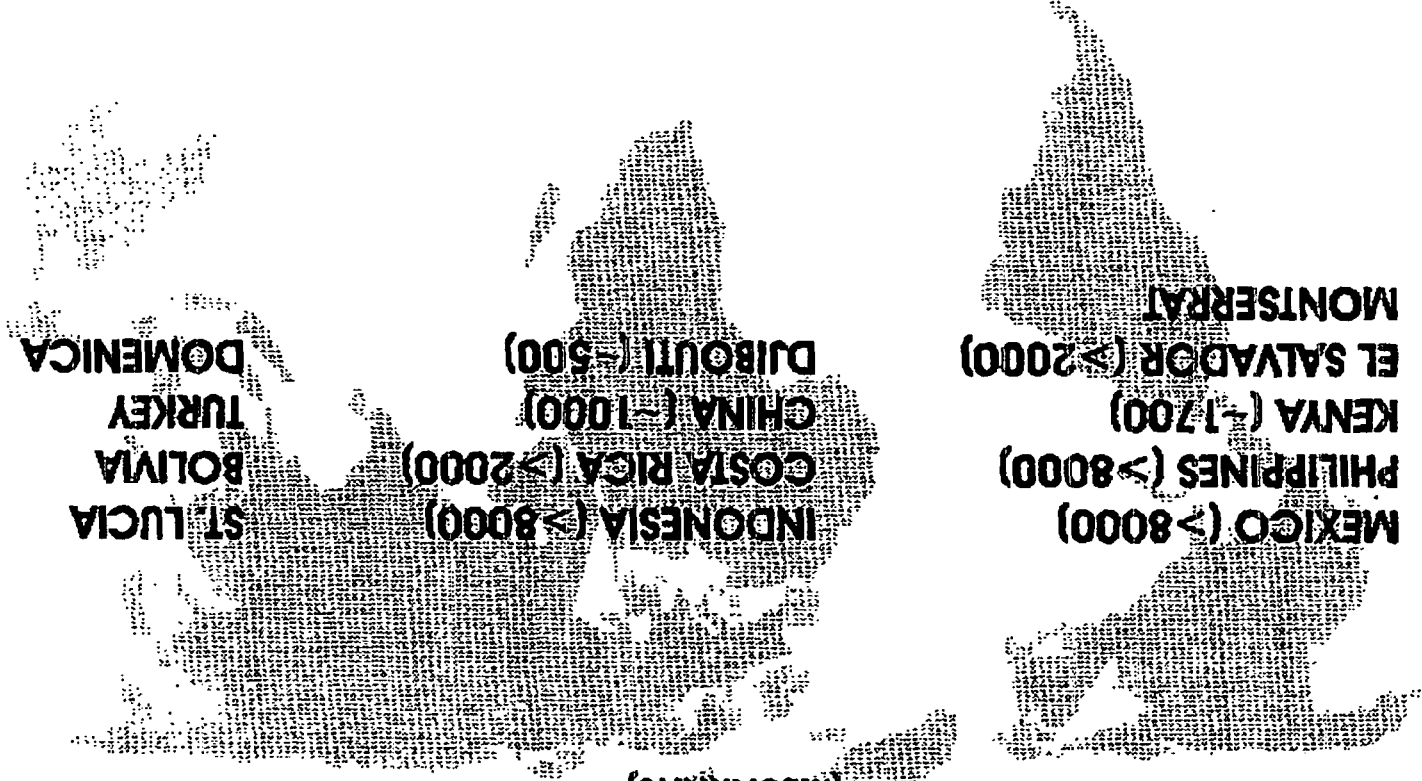 MEXICO (>8000)
PHILIPPINES (>8000)
KENYA (~1700)
EL SALVADOR (>2000)
MONTSERRAT
INDONESIA (>8000)
COSTA RICA (>2000)
CHINA (~1000)
DJIBOUTI (~500)
ST. LUCIA
BOLIVIA
TURKEY
DOMENICA